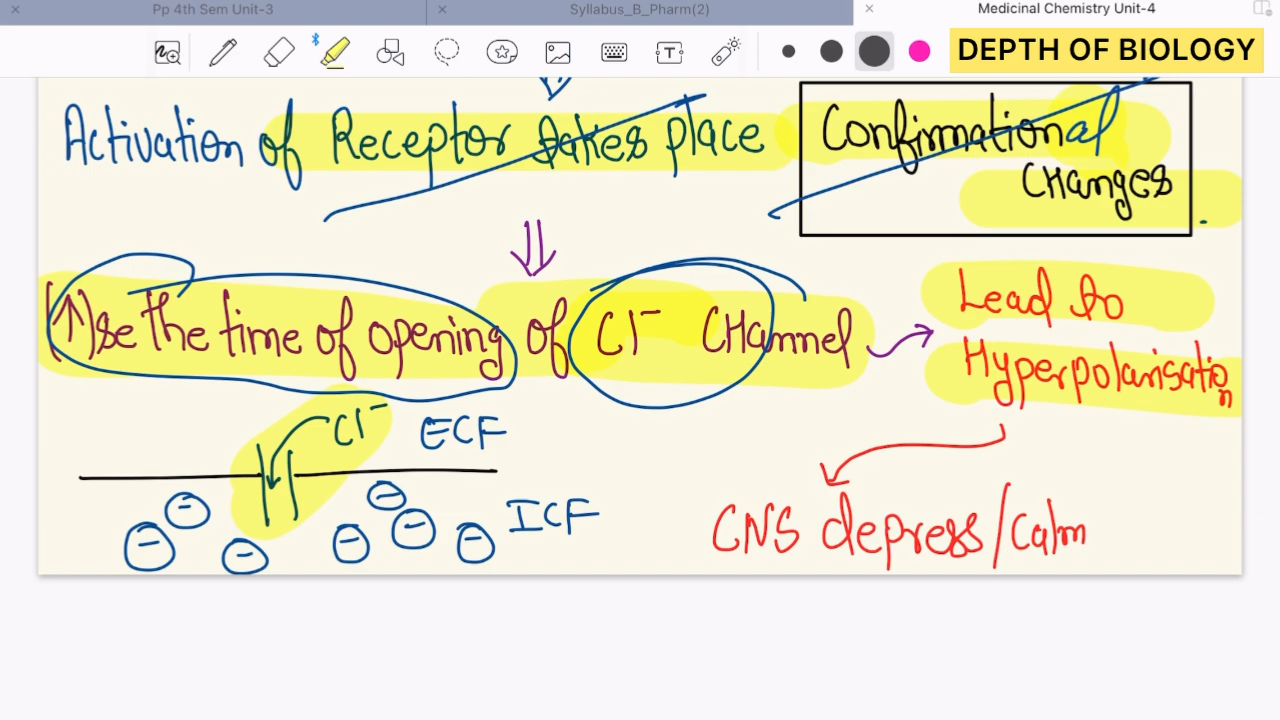 Pp 4th Sem Unit-3
Syllabus_B_Pharm(2)
Medicinal Chemistry Unit-4
DEPTH OF BIOLOGY
Activation of Receptor takes place
Confirmational
CHanges
(↑)se the time of opening of Cl⁻ CHannel
Lead to
Hyperpolarisation
Cl⁻ ECF
ICF
CNS depress/Calm